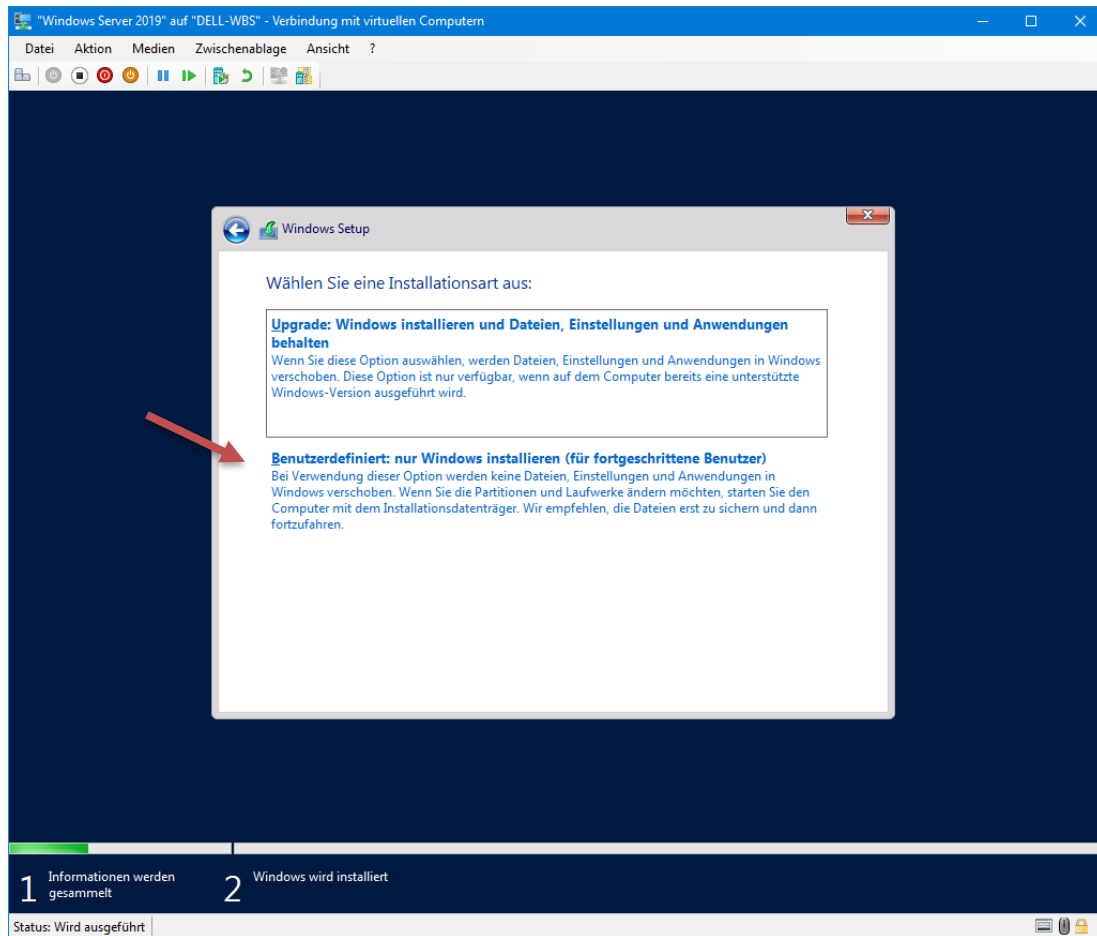 "Windows Server 2019" auf "DELL-WBS" - Verbindung mit virtuellen Computern
Datei Aktion Medien Zwischenablage Ansicht ?
Windows Setup
Wählen Sie eine Installationsart aus:
Upgrade: Windows installieren und Dateien, Einstellungen und Anwendungen
behalten
Wenn Sie diese Option auswählen, werden Dateien, Einstellungen und Anwendungen in Windows
verschoben. Diese Option ist nur verfügbar, wenn auf dem Computer bereits eine unterstützte
Windows-Version ausgeführt wird.
Benutzerdefiniert: nur Windows installieren (für fortgeschrittene Benutzer)
Bei Verwendung dieser Option werden keine Dateien, Einstellungen und Anwendungen in
Windows verschoben. Wenn Sie die Partitionen und Laufwerke ändern möchten, starten Sie den
Computer mit dem Installationsdatenträger. Wir empfehlen, die Dateien erst zu sichern und dann
fortzufahren.
1 Informationen werden
gesammelt
2 Windows wird installiert
Status: Wird ausgeführt